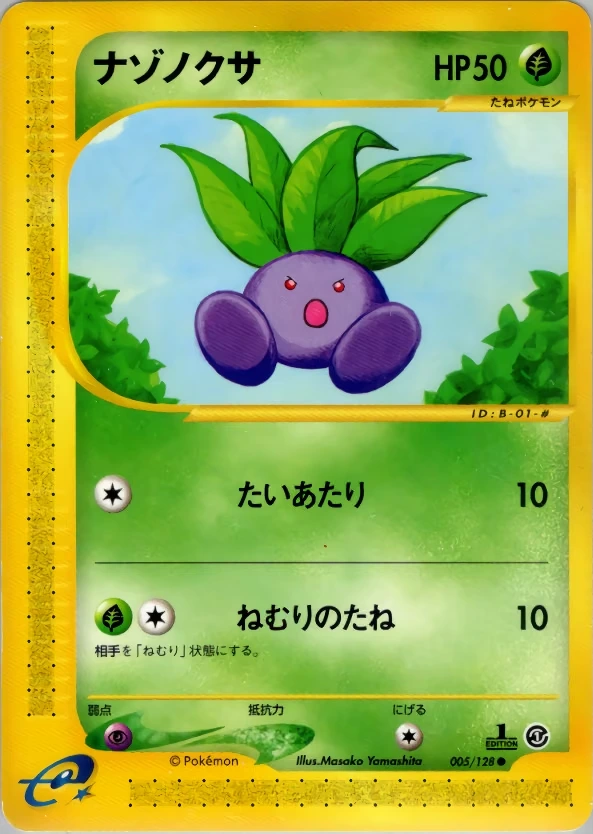 ナゾノクサ HP50
たねポケモン
ID:B-01-#
たいあたり 10
ねむりのたね 10
相手を「ねむり」状態にする。
弱点 抵抗力 にげる
1
EDITION
© Pokémon Illus.Masako Yamashita 005/128 ●
e